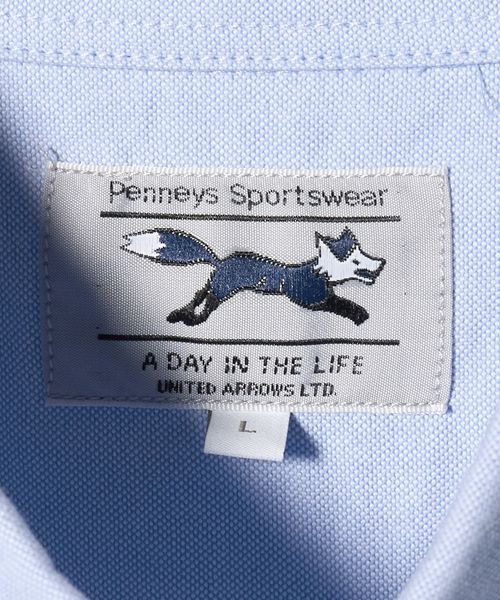 Penneys Sportswear
A DAY IN THE LIFE
UNITED ARROWS LTD.
L